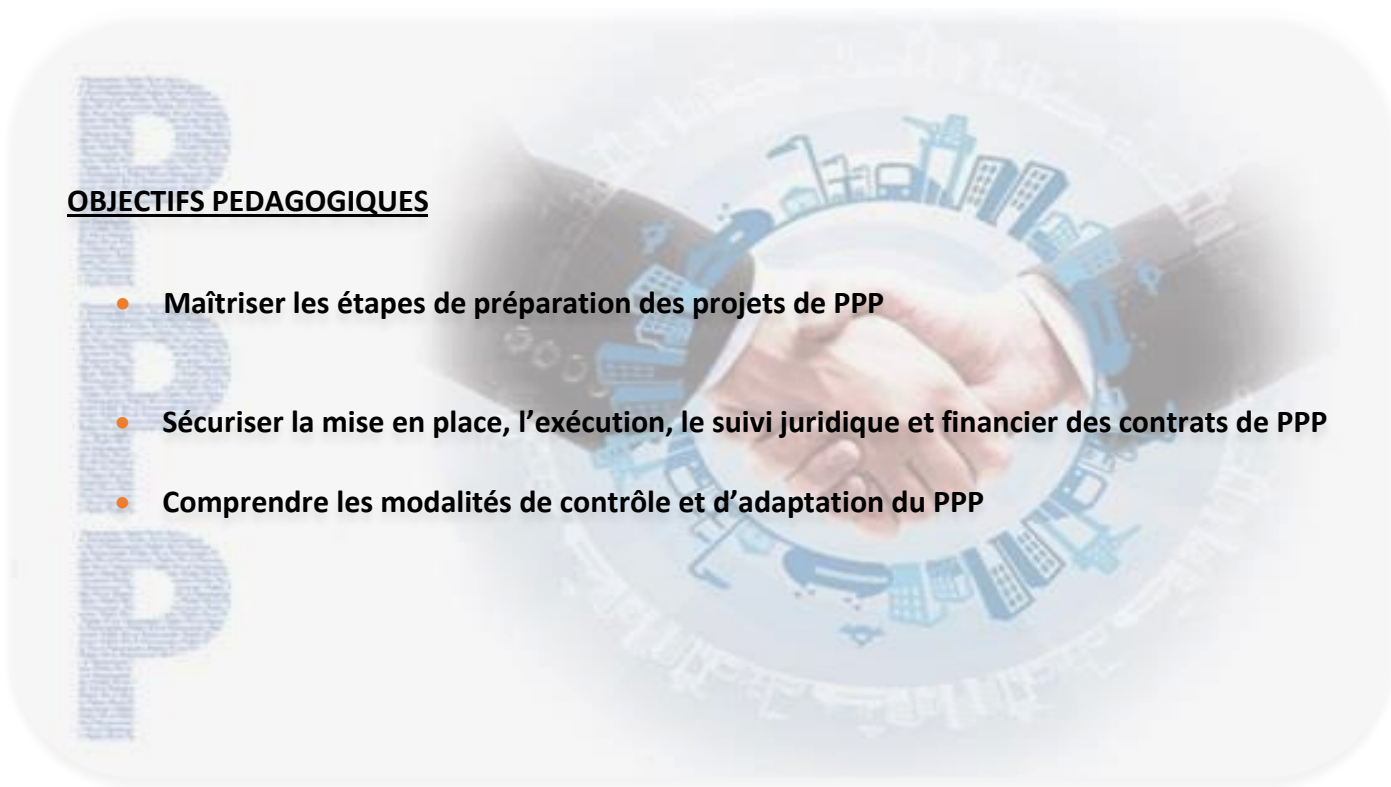 OBJECTIFS PEDAGOGIQUES
• Maîtriser les étapes de préparation des projets de PPP
• Sécuriser la mise en place, l’exécution, le suivi juridique et financier des contrats de PPP
• Comprendre les modalités de contrôle et d’adaptation du PPP
P
P
P